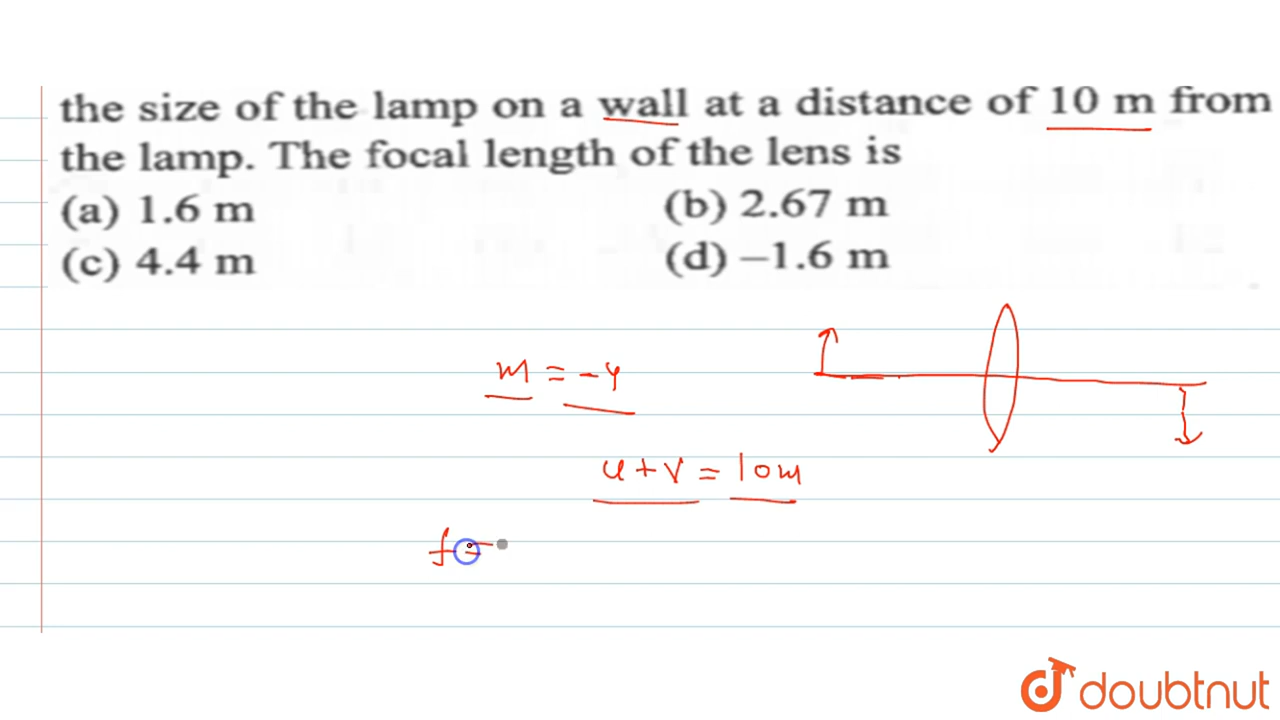 the size of the lamp on a wall at a distance of 10 m from
the lamp. The focal length of the lens is
(a) 1.6 m (b) 2.67 m
(c) 4.4 m (d) –1.6 m
m = -4
u + v = 10m
f =
doubtnut